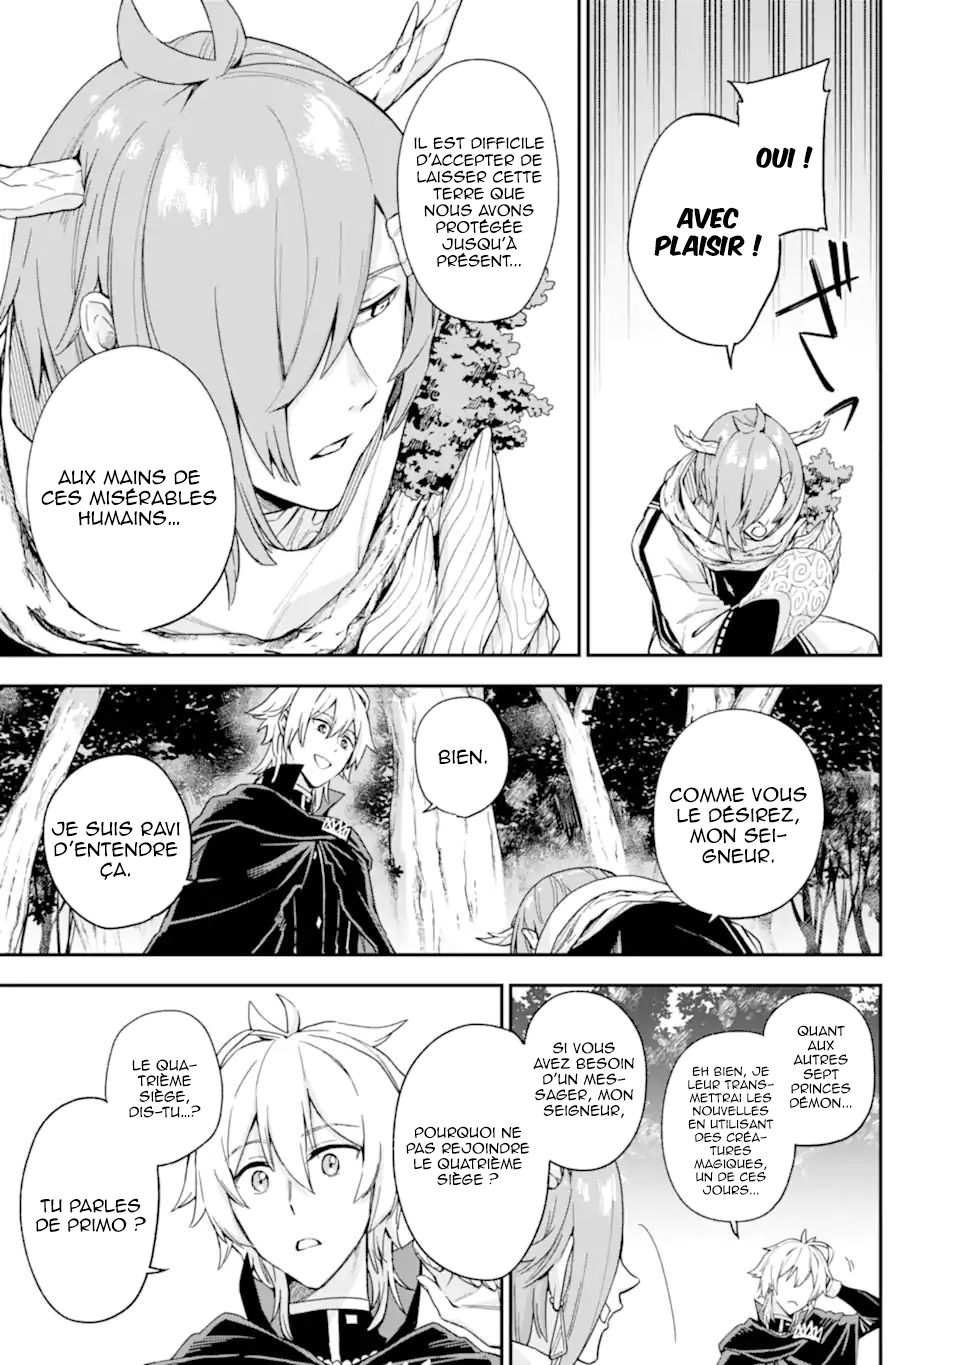 OUI !
AVEC
PLAISIR !
IL EST DIFFICILE
D'ACCEPTER DE
LAISSER CETTE
TERRE QUE
NOUS AVONS
PROTÉGÉE
JUSQU'À
PRÉSENT...
AUX MAINS DE
CES MISÉRABLES
HUMAINS...
COMME VOUS
LE DÉSIREZ,
MON SEI-
GNEUR.
BIEN.
JE SUIS RAVI
D'ENTENDRE
ÇA.
QUANT
AUX
AUTRES
SEPT
PRINCES
DÉMON...
EH BIEN, JE
LEUR TRANS-
METTRAI LES
NOUVELLES
EN UTILISANT
DES CRÉA-
TURES
MAGIQUES,
UN DE CES
JOURS...
SI VOUS
AVEZ BESOIN
D'UN MES-
SAGER, MON
SEIGNEUR,
POURQUOI NE
PAS REJOINDRE
LE QUATRIÈME
SIÈGE ?
LE QUA-
TRIÈME
SIÈGE,
DIS-TU...?
TU PARLES
DE PRIMO ?